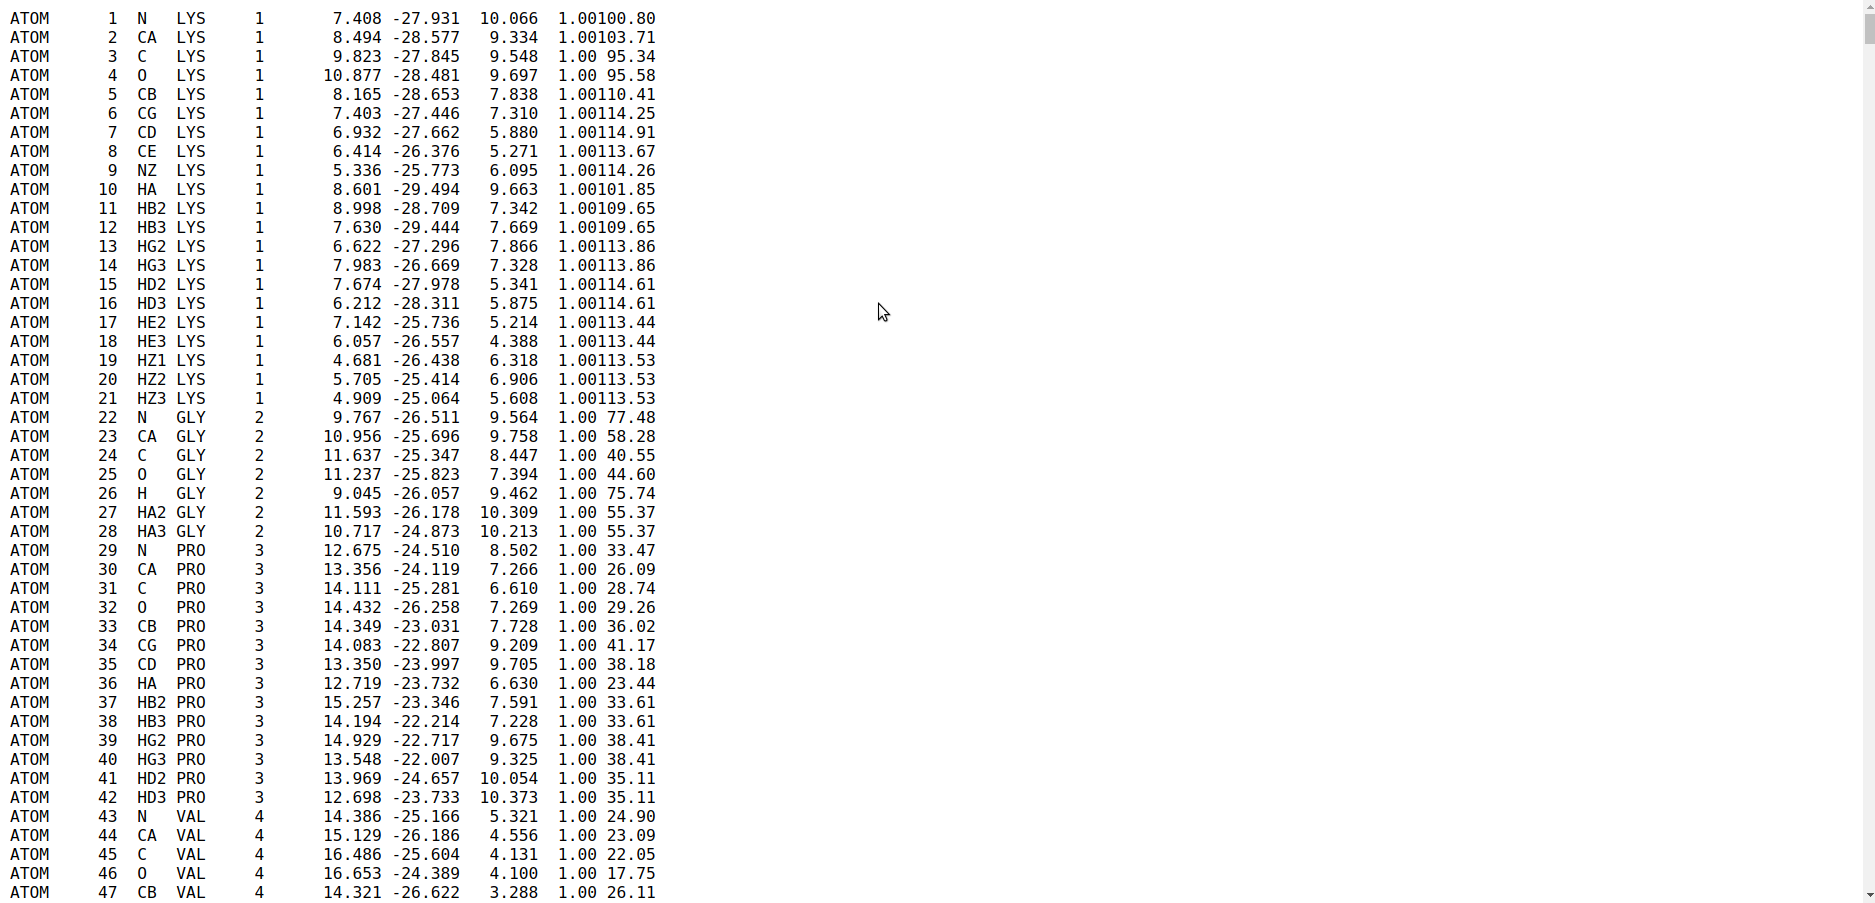 ATOM      1  N   LYS     1       7.408 -27.931  10.066  1.00100.80
ATOM      2  CA  LYS     1       8.494 -28.577   9.334  1.00103.71
ATOM      3  C   LYS     1       9.823 -27.845   9.548  1.00 95.34
ATOM      4  O   LYS     1      10.877 -28.481   9.697  1.00 95.58
ATOM      5  CB  LYS     1       8.165 -28.653   7.838  1.00110.41
ATOM      6  CG  LYS     1       7.403 -27.446   7.310  1.00114.25
ATOM      7  CD  LYS     1       6.932 -27.662   5.880  1.00114.91
ATOM      8  CE  LYS     1       6.414 -26.376   5.271  1.00113.67
ATOM      9  NZ  LYS     1       5.336 -25.773   6.095  1.00114.26
ATOM     10  HA  LYS     1       8.601 -29.494   9.663  1.00101.85
ATOM     11  HB2 LYS     1       8.998 -28.709   7.342  1.00109.65
ATOM     12  HB3 LYS     1       7.630 -29.444   7.669  1.00109.65
ATOM     13  HG2 LYS     1       6.622 -27.296   7.866  1.00113.86
ATOM     14  HG3 LYS     1       7.983 -26.669   7.328  1.00113.86
ATOM     15  HD2 LYS     1       7.674 -27.978   5.341  1.00114.61
ATOM     16  HD3 LYS     1       6.212 -28.311   5.875  1.00114.61
ATOM     17  HE2 LYS     1       7.142 -25.736   5.214  1.00113.44
ATOM     18  HE3 LYS     1       6.057 -26.557   4.388  1.00113.44
ATOM     19  HZ1 LYS     1       4.681 -26.438   6.318  1.00113.53
ATOM     20  HZ2 LYS     1       5.705 -25.414   6.906  1.00113.53
ATOM     21  HZ3 LYS     1       4.909 -25.064   5.608  1.00113.53
ATOM     22  N   GLY     2       9.767 -26.511   9.564  1.00 77.48
ATOM     23  CA  GLY     2      10.956 -25.696   9.758  1.00 58.28
ATOM     24  C   GLY     2      11.637 -25.347   8.447  1.00 40.55
ATOM     25  O   GLY     2      11.237 -25.823   7.394  1.00 44.60
ATOM     26  H   GLY     2       9.045 -26.057   9.462  1.00 75.74
ATOM     27  HA2 GLY     2      11.593 -26.178  10.309  1.00 55.37
ATOM     28  HA3 GLY     2      10.717 -24.873  10.213  1.00 55.37
ATOM     29  N   PRO     3      12.675 -24.510   8.502  1.00 33.47
ATOM     30  CA  PRO     3      13.356 -24.119   7.266  1.00 26.09
ATOM     31  C   PRO     3      14.111 -25.281   6.610  1.00 28.74
ATOM     32  O   PRO     3      14.432 -26.258   7.269  1.00 29.26
ATOM     33  CB  PRO     3      14.349 -23.031   7.728  1.00 36.02
ATOM     34  CG  PRO     3      14.083 -22.807   9.209  1.00 41.17
ATOM     35  CD  PRO     3      13.350 -23.997   9.705  1.00 38.18
ATOM     36  HA  PRO     3      12.719 -23.732   6.630  1.00 23.44
ATOM     37  HB2 PRO     3      15.257 -23.346   7.591  1.00 33.61
ATOM     38  HB3 PRO     3      14.194 -22.214   7.228  1.00 33.61
ATOM     39  HG2 PRO     3      14.929 -22.717   9.675  1.00 38.41
ATOM     40  HG3 PRO     3      13.548 -22.007   9.325  1.00 38.41
ATOM     41  HD2 PRO     3      13.969 -24.657  10.054  1.00 35.11
ATOM     42  HD3 PRO     3      12.698 -23.733  10.373  1.00 35.11
ATOM     43  N   VAL     4      14.386 -25.166   5.321  1.00 24.90
ATOM     44  CA  VAL     4      15.129 -26.186   4.556  1.00 23.09
ATOM     45  C   VAL     4      16.486 -25.604   4.131  1.00 22.05
ATOM     46  O   VAL     4      16.653 -24.389   4.100  1.00 17.75
ATOM     47  CB  VAL     4      14.321 -26.622   3.288  1.00 26.11